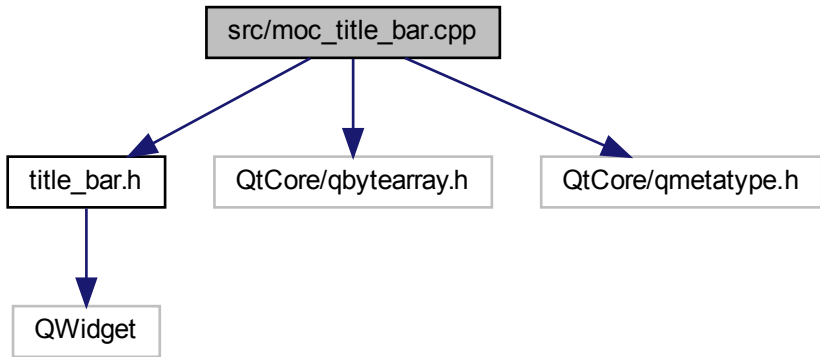 src/moc_title_bar.cpp
title_bar.h
QtCore/qbytearray.h
QtCore/qmetatype.h
QWidget